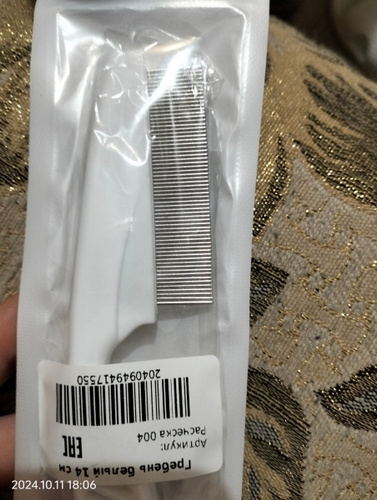 Гребень белый 14 см
Артикул:
Расческа 004
EAC
2040949417550
2024.10.11 18:06